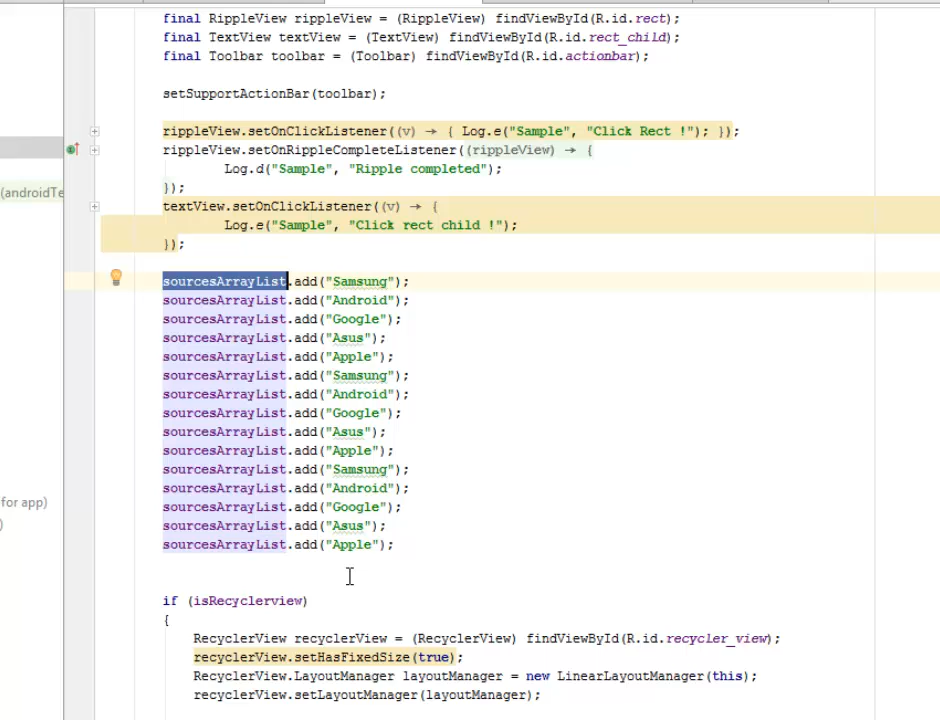 final RippleView rippleView = (RippleView) findViewById(R.id.rect);
final TextView textView = (TextView) findViewById(R.id.rect_child);
final Toolbar toolbar = (Toolbar) findViewById(R.id.actionbar);
setSupportActionBar(toolbar);
rippleView.setOnClickListener((v) → { Log.e("Sample", "Click Rect !"); });
rippleView.setOnRippleCompleteListener((rippleView) → {
(androidTe
Log.d("Sample", "Ripple completed");
});
textView.setOnClickListener((v) → {
Log.e("Sample", "Click rect child !");
});
sourcesArrayList.add("Samsung");
sourcesArrayList.add("Android");
sourcesArrayList.add("Google");
sourcesArrayList.add("Asus");
sourcesArrayList.add("Apple");
sourcesArrayList.add("Samsung");
sourcesArrayList.add("Android");
sourcesArrayList.add("Google");
sourcesArrayList.add("Asus");
sourcesArrayList.add("Apple");
sourcesArrayList.add("Samsung");
sourcesArrayList.add("Android");
for app)
sourcesArrayList.add("Google");
)
sourcesArrayList.add("Asus");
sourcesArrayList.add("Apple");
if (isRecyclerview)
{
RecyclerView recyclerView = (RecyclerView) findViewById(R.id.recycler_view);
recyclerView.setHasFixedSize(true);
RecyclerView.LayoutManager layoutManager = new LinearLayoutManager(this);
recyclerView.setLayoutManager(layoutManager);